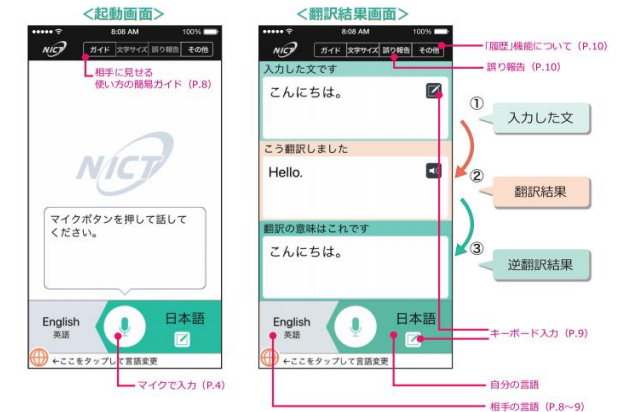 ＜起動画面＞
8:08 AM 100%
NICT ガイド 文字サイズ 誤り報告 その他
相手に見せる
使い方の簡易ガイド（P.8）
NICT
マイクボタンを押して話して
ください。
English
英語
日本語
←ここをタップして言語変更
マイクで入力（P.4）
＜翻訳結果画面＞
8:08 AM 100%
NICT ガイド 文字サイズ 誤り報告 その他
「履歴」機能について（P.10）
誤り報告（P.10）
入力した文です
こんにちは。
① 入力した文
こう翻訳しました
Hello.
② 翻訳結果
翻訳の意味はこれです
こんにちは。
③ 逆翻訳結果
English
英語
日本語
←ここをタップして言語変更
キーボード入力（P.9）
自分の言語
相手の言語（P.8～9）